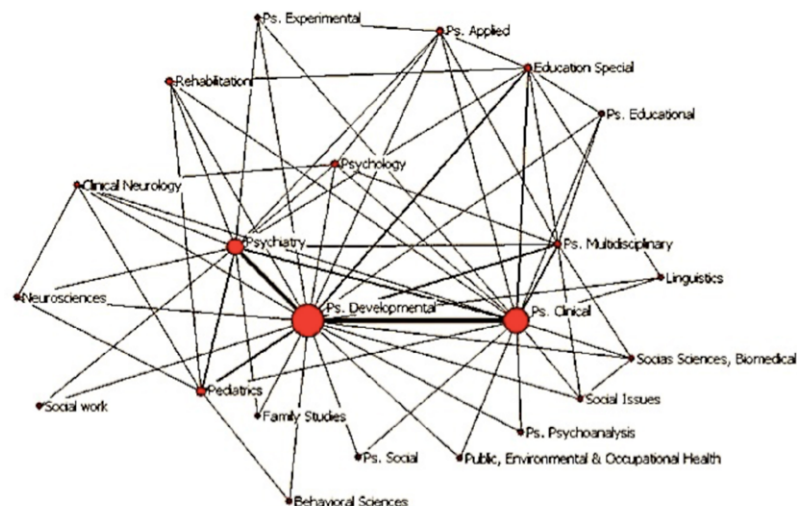 Ps. Experimental
Ps. Applied
Education Special
Rehabilitation
Ps. Educational
Psychology
Clinical Neurology
Psychiatry
Ps. Multidisciplinary
Linguistics
Neurosciences
Ps. Developmental
Ps. Clinical
Socias Sciences, Biomedical
Pediatrics
Social Issues
Social work
Family Studies
Ps. Psychoanalysis
Ps. Social
Public, Environmental & Occupational Health
Behavioral Sciences